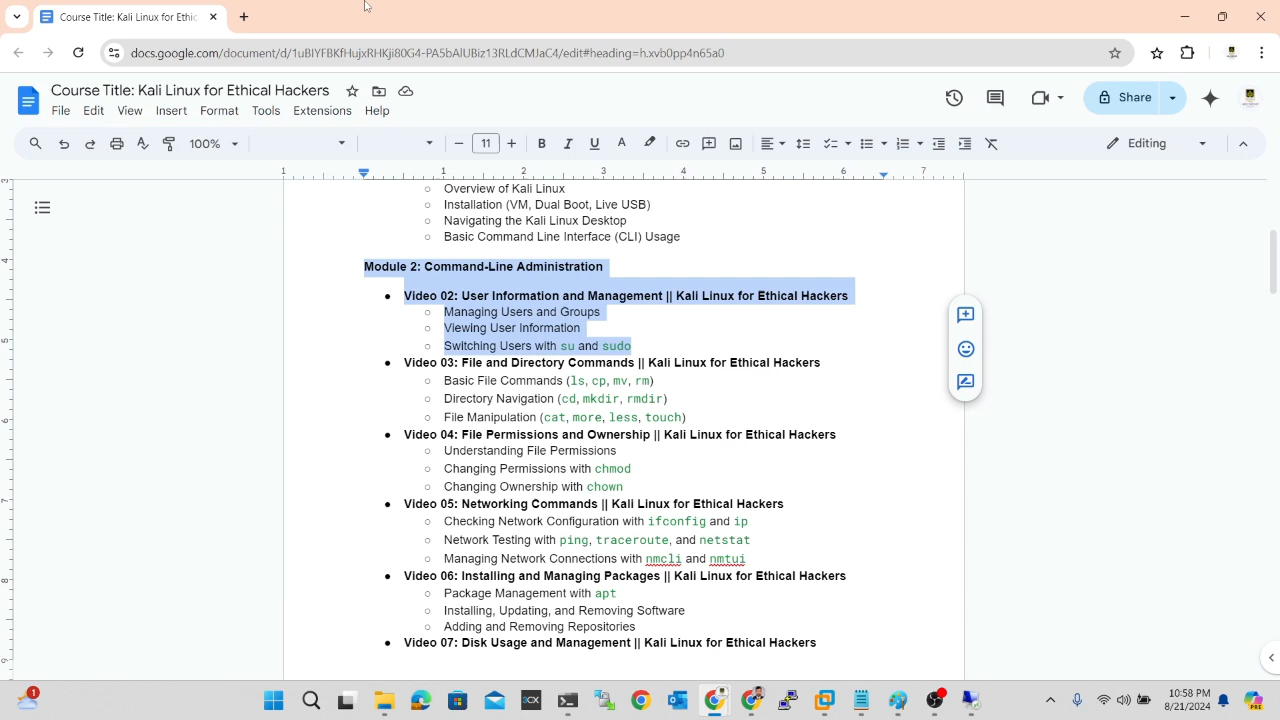 Course Title: Kali Linux for Ethic
docs.google.com/document/d/1uBIYFBKfHujxRHKji80G4-PA5bAlUBiz13RLdCMJaC4/edit#heading=h.xvb0pp4n65a0
Course Title: Kali Linux for Ethical Hackers
File Edit View Insert Format Tools Extensions Help
Share
100%
11
Editing
1 1 2 3 4 5 6 7
Overview of Kali Linux
Installation (VM, Dual Boot, Live USB)
Navigating the Kali Linux Desktop
Basic Command Line Interface (CLI) Usage
Module 2: Command-Line Administration
Video 02: User Information and Management || Kali Linux for Ethical Hackers
Managing Users and Groups
Viewing User Information
Switching Users with su and sudo
Video 03: File and Directory Commands || Kali Linux for Ethical Hackers
Basic File Commands (ls, cp, mv, rm)
Directory Navigation (cd, mkdir, rmdir)
File Manipulation (cat, more, less, touch)
Video 04: File Permissions and Ownership || Kali Linux for Ethical Hackers
Understanding File Permissions
Changing Permissions with chmod
Changing Ownership with chown
Video 05: Networking Commands || Kali Linux for Ethical Hackers
Checking Network Configuration with ifconfig and ip
Network Testing with ping, traceroute, and netstat
Managing Network Connections with nmcli and nmtui
Video 06: Installing and Managing Packages || Kali Linux for Ethical Hackers
Package Management with apt
Installing, Updating, and Removing Software
Adding and Removing Repositories
Video 07: Disk Usage and Management || Kali Linux for Ethical Hackers
10:58 PM
8/21/2024